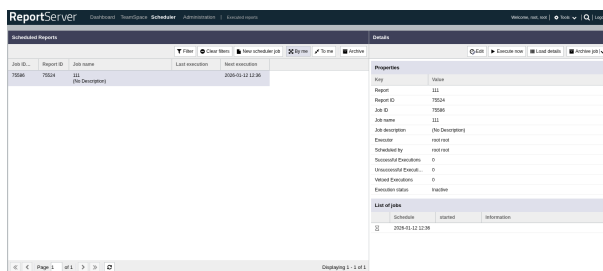 ReportServer Dashboard TeamSpace Scheduler Administration | Executed reports Welcome, root, root | Tools | Log
Scheduled Reports
Filter Clear filters New scheduler job By me To me Archive
Job ID... Report ID Job name Last execution Next execution
75586 75524 111 2026-01-12 12:36
(No Description)
Page 1 of 1 Displaying 1 - 1 of 1
Details
Edit Execute now Load details Archive job
Properties
Key Value
Report 111
Report ID 75524
Job ID 75586
Job name 111
Job description (No Description)
Executor root root
Scheduled by root root
Successful Executions 0
Unsuccessful Executi... 0
Vetoed Executions 0
Execution status Inactive
List of jobs
Schedule started Information
2026-01-12 12:36